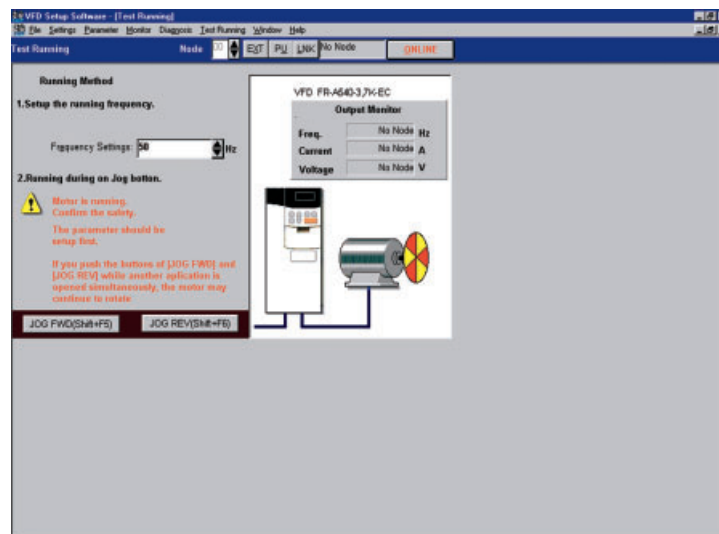 VFD Setup Software - [Test Running]
File Settings Parameter Monitor Diagnosis Test Running Window Help
Test Running Node 00 EXT PU LNK No Node ONLINE
Running Method
1.Setup the running frequency.
Frequency Settings: 50 Hz
2.Running during on Jog botton.
Motor is running.
Confirm the safety.
The parameter should be
setup first.
If you push the buttons of [JOG FWD] and
[JOG REV] while another aplication is
opened simultaneously, the motor may
continue to rotate
JOG FWD(Shift+F5) JOG REV(Shift+F6)
VFD FR-A640-3,7K-EC
Output Monitor
Freq. No Node Hz
Current No Node A
Voltage No Node V